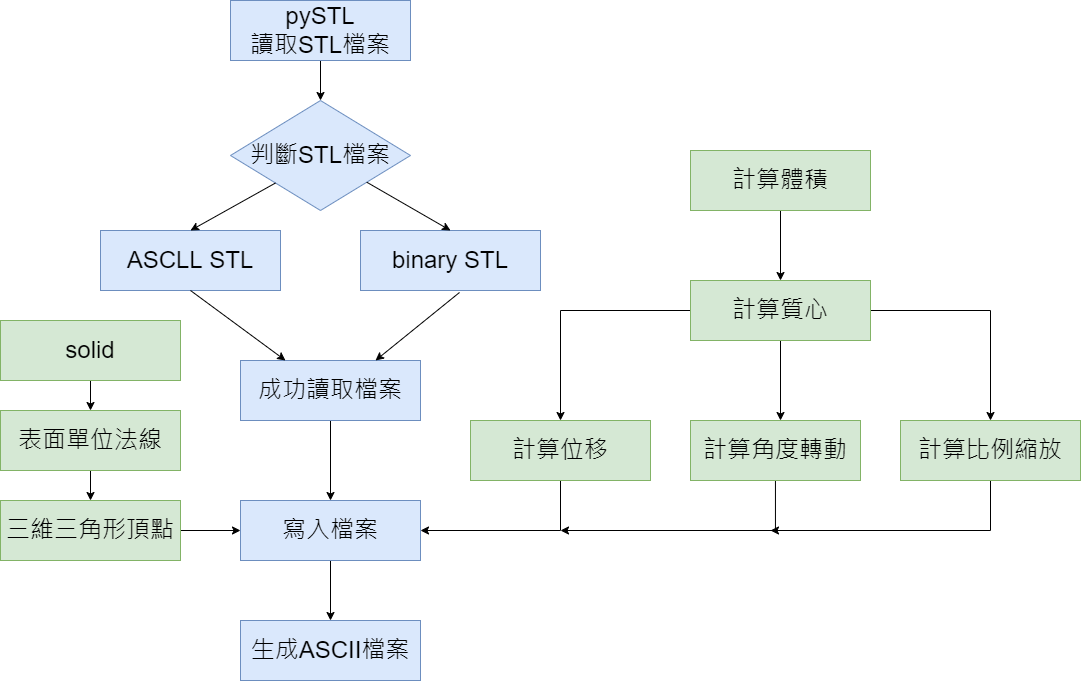 pySTL
讀取STL檔案
判斷STL檔案
ASCLL STL
binary STL
成功讀取檔案
solid
表面單位法線
三維三角形頂點
寫入檔案
生成ASCII檔案
計算體積
計算質心
計算位移
計算角度轉動
計算比例縮放